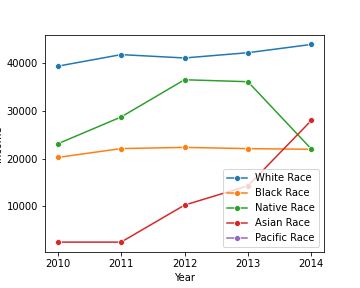 40000
30000
20000
10000
2010 2011 2012 2013 2014
Year
White Race
Black Race
Native Race
Asian Race
Pacific Race